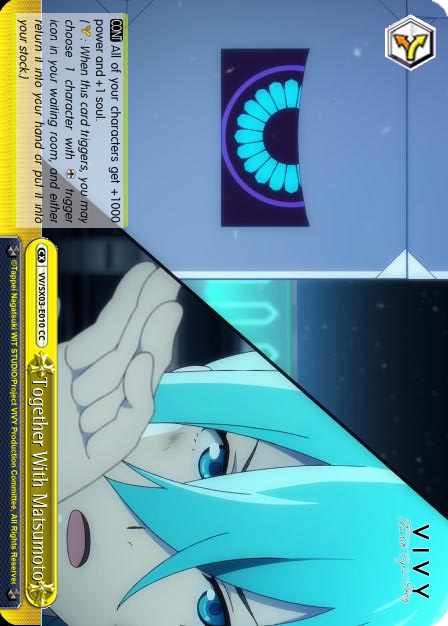 [CONT] All of your characters get +1000
power and +1 soul.
( : When this card triggers, you may
choose 1 character with trigger
icon in your waiting room, and either
return it into your hand or put it into
your stock.)
CX VV/SX03-E010 CC
Together With Matsumoto
©Tappei Nagatsuki WIT STUDIO/Project VIVY Production Committee, All Rights Reserved
VIVY